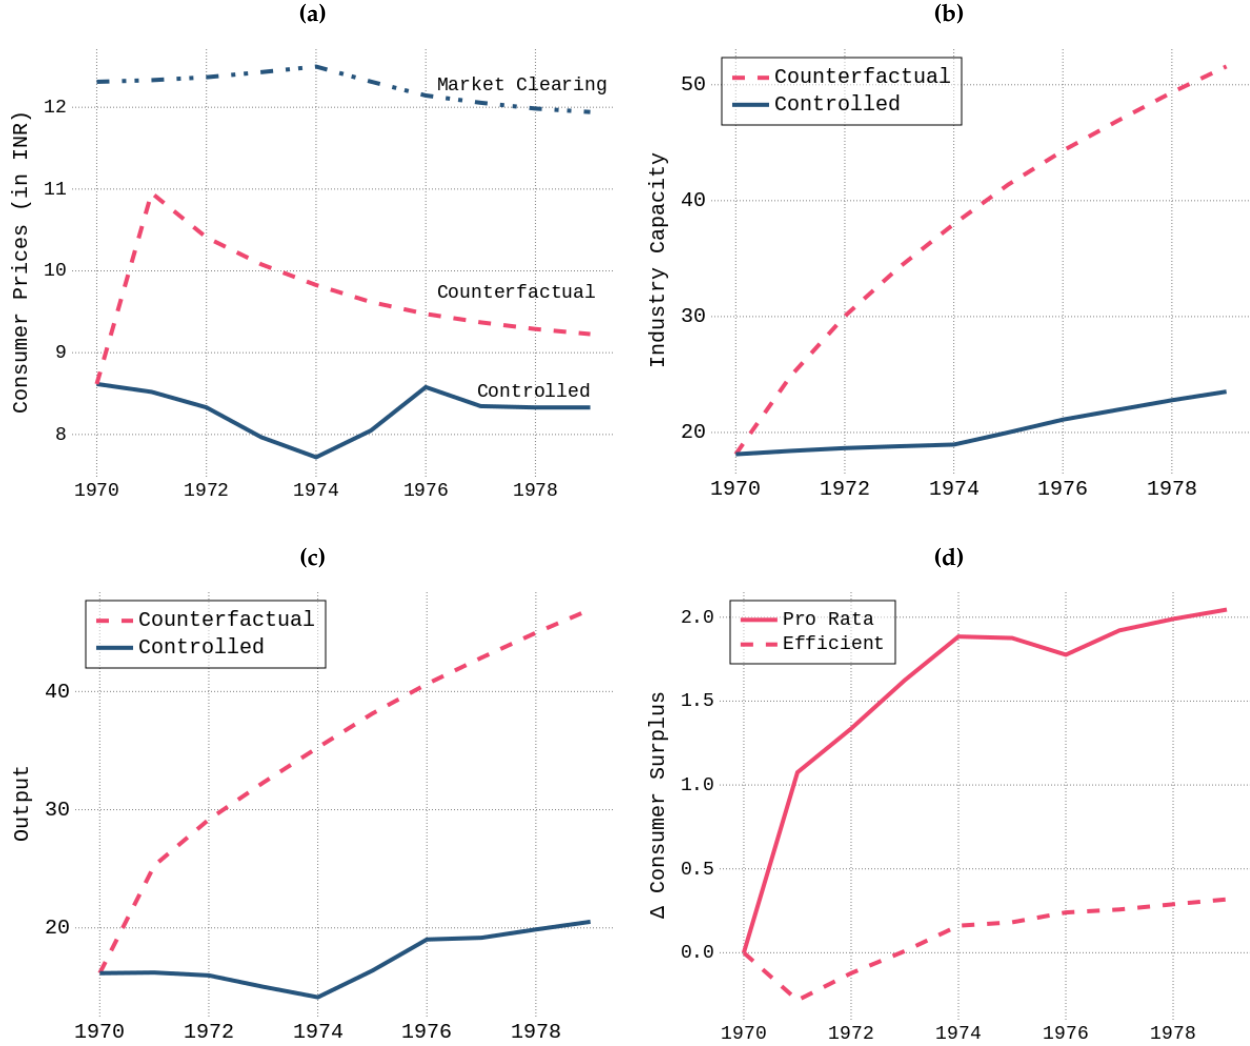 (a)
Consumer Prices (in INR)
12
11
10
9
8
Market Clearing
Counterfactual
Controlled
1970 1972 1974 1976 1978
(b)
Industry Capacity
50
40
30
20
Counterfactual
Controlled
1970 1972 1974 1976 1978
(c)
Output
40
30
20
Counterfactual
Controlled
1970 1972 1974 1976 1978
(d)
Δ Consumer Surplus
2.0
1.5
1.0
0.5
0.0
Pro Rata
Efficient
1970 1972 1974 1976 1978